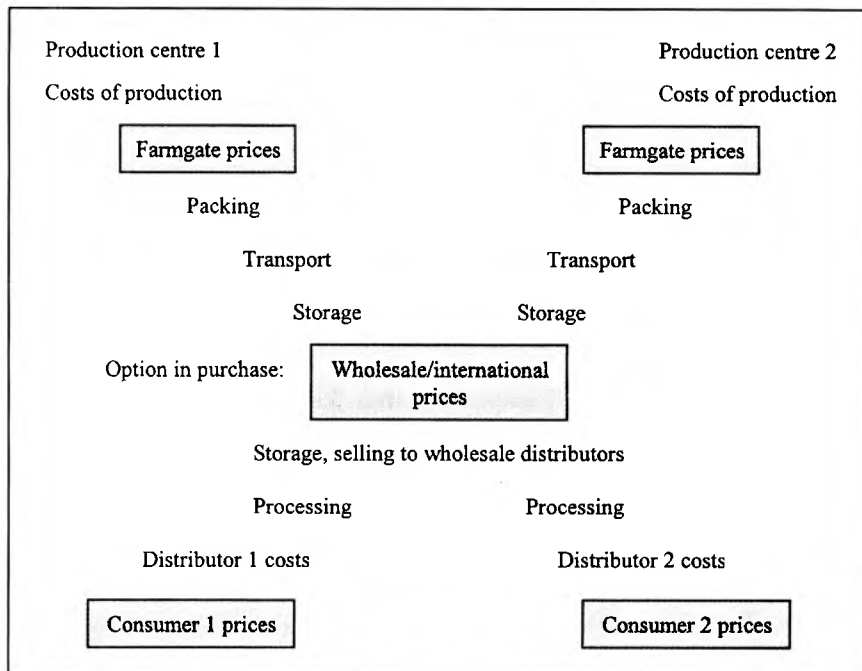 Production centre 1 Production centre 2
Costs of production Costs of production
Farmgate prices Farmgate prices
Packing Packing
Transport Transport
Storage Storage
Option in purchase: Wholesale/international
prices
Storage, selling to wholesale distributors
Processing Processing
Distributor 1 costs Distributor 2 costs
Consumer 1 prices Consumer 2 prices